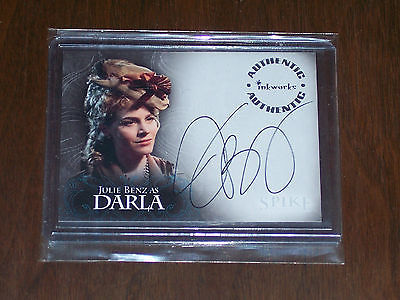 AUTHENTIC
inkworks
AUTHENTIC
JULIE BENZ AS
DARLA
SPIKE